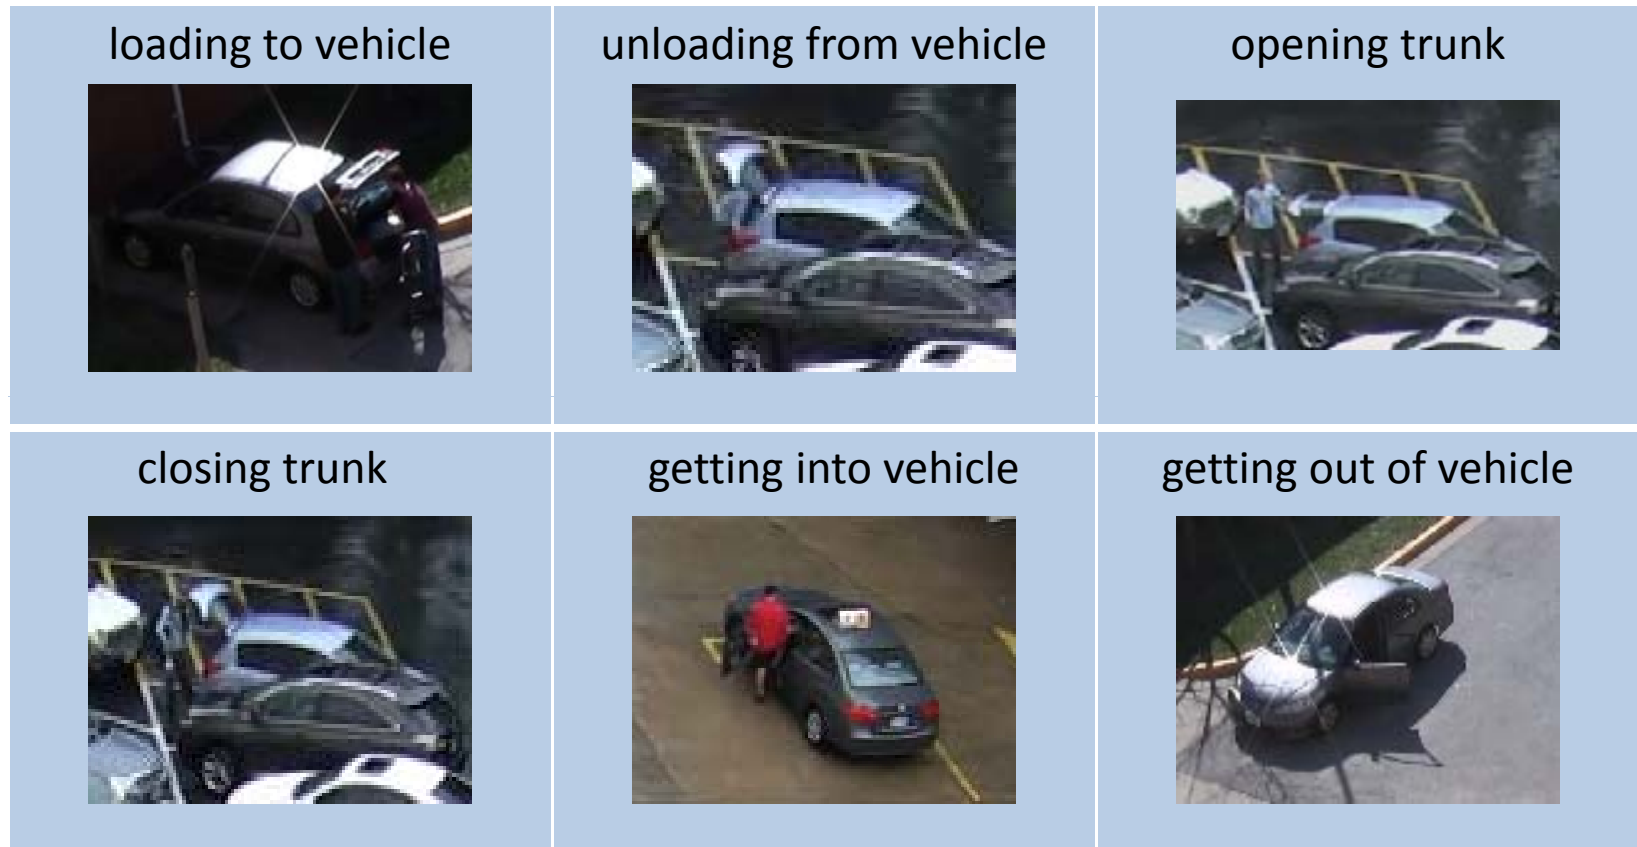 loading to vehicle
unloading from vehicle
opening trunk
closing trunk
getting into vehicle
getting out of vehicle